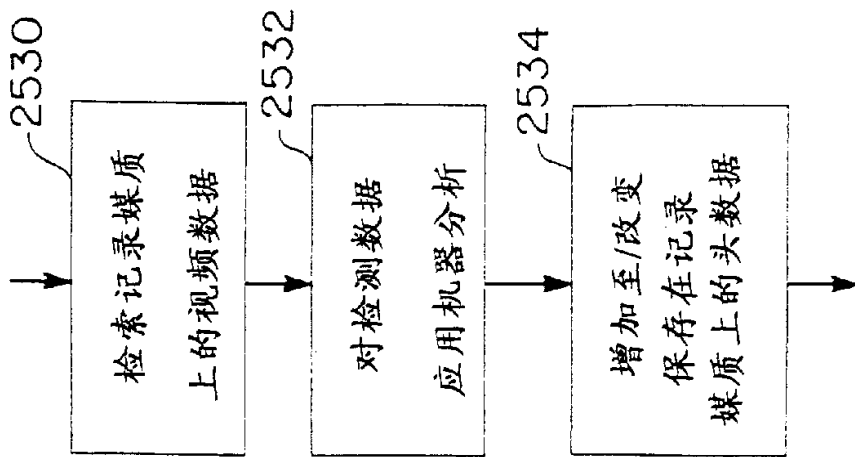 2530
检索记录媒质
上的视频数据
2532
对检测数据
应用机器分析
2534
增加至/改变
保存在记录
媒质上的头数据